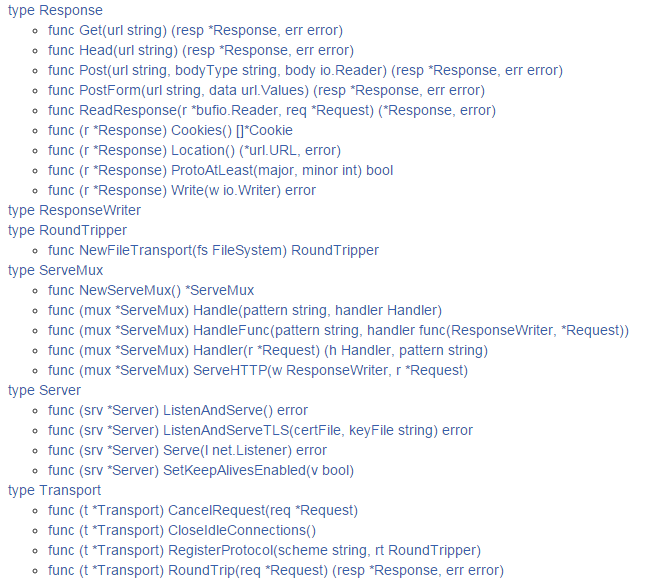 type Response
func Get(url string) (resp *Response, err error)
func Head(url string) (resp *Response, err error)
func Post(url string, bodyType string, body io.Reader) (resp *Response, err error)
func PostForm(url string, data url.Values) (resp *Response, err error)
func ReadResponse(r *bufio.Reader, req *Request) (*Response, error)
func (r *Response) Cookies() []*Cookie
func (r *Response) Location() (*url.URL, error)
func (r *Response) ProtoAtLeast(major, minor int) bool
func (r *Response) Write(w io.Writer) error
type ResponseWriter
type RoundTripper
func NewFileTransport(fs FileSystem) RoundTripper
type ServeMux
func NewServeMux() *ServeMux
func (mux *ServeMux) Handle(pattern string, handler Handler)
func (mux *ServeMux) HandleFunc(pattern string, handler func(ResponseWriter, *Request))
func (mux *ServeMux) Handler(r *Request) (h Handler, pattern string)
func (mux *ServeMux) ServeHTTP(w ResponseWriter, r *Request)
type Server
func (srv *Server) ListenAndServe() error
func (srv *Server) ListenAndServeTLS(certFile, keyFile string) error
func (srv *Server) Serve(l net.Listener) error
func (srv *Server) SetKeepAlivesEnabled(v bool)
type Transport
func (t *Transport) CancelRequest(req *Request)
func (t *Transport) CloseIdleConnections()
func (t *Transport) RegisterProtocol(scheme string, rt RoundTripper)
func (t *Transport) RoundTrip(req *Request) (resp *Response, err error)